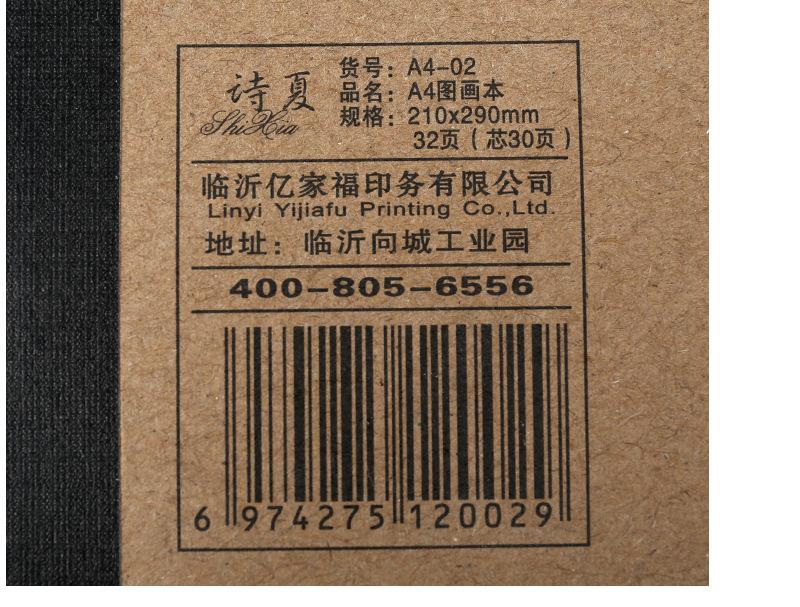 诗夏
ShiXia
货号：A4-02
品名：A4图画本
规格：210x290mm
32页（芯30页）
临沂亿家福印务有限公司
Linyi Yijiafu Printing Co.,Ltd.
地址：临沂向城工业园
400-805-6556
6 974275 120029